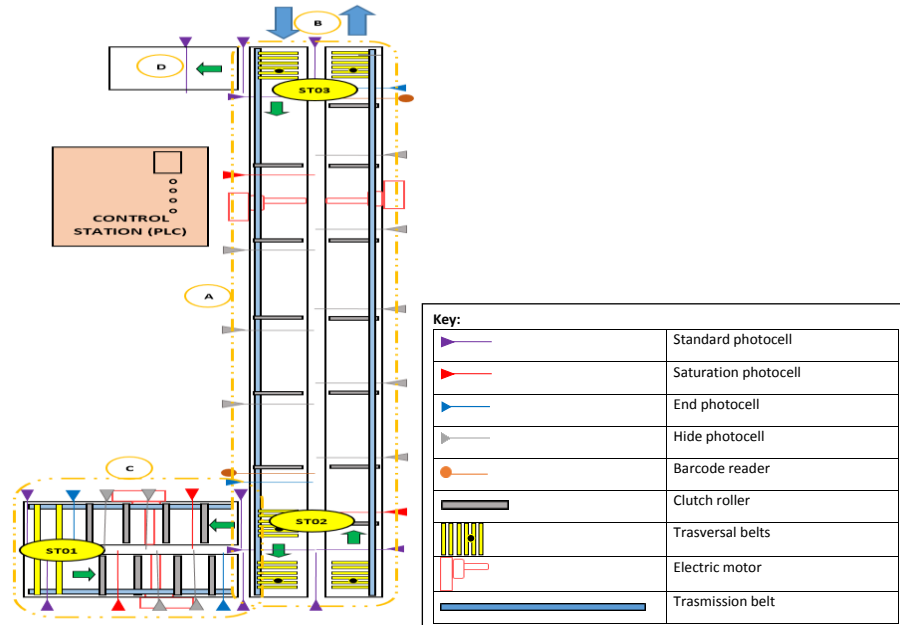 B
D
ST03
CONTROL
STATION (PLC)
A
Key:
Standard photocell
Saturation photocell
End photocell
Hide photocell
Barcode reader
Clutch roller
Trasversal belts
Electric motor
Trasmission belt
C
ST02
ST01